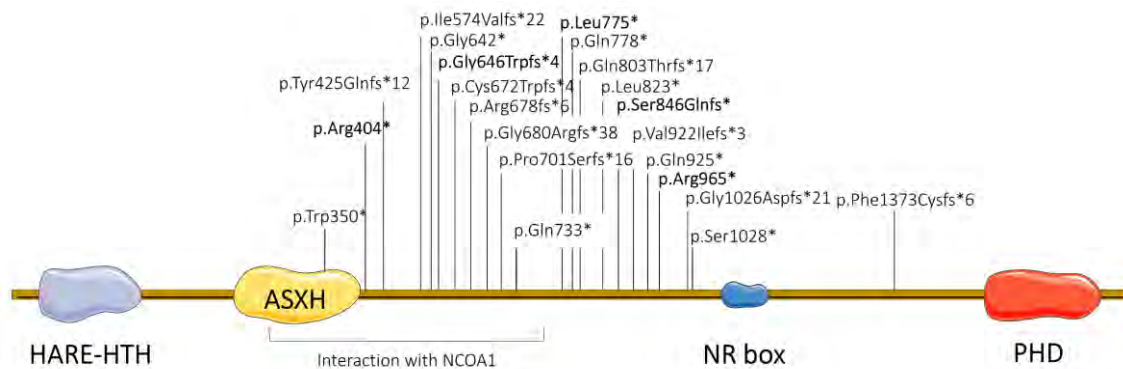 p.Ile574Valfs*22
p.Leu775*
p.Gly642*
p.Gln778*
p.Gly646Trpfs*4
p.Gln803Thrfs*17
p.Tyr425Glnfs*12
p.Cys672Trpfs*4
p.Leu823*
p.Arg678fs*6
p.Ser846Glnfs*
p.Arg404*
p.Gly680Argfs*38
p.Val922Ilefs*3
p.Pro701Serfs*16
p.Gln925*
p.Arg965*
p.Gly1026Aspfs*21
p.Phe1373Cysfs*6
p.Trp350*
p.Gln733*
p.Ser1028*
ASXH
HARE-HTH
Interaction with NCOA1
NR box
PHD